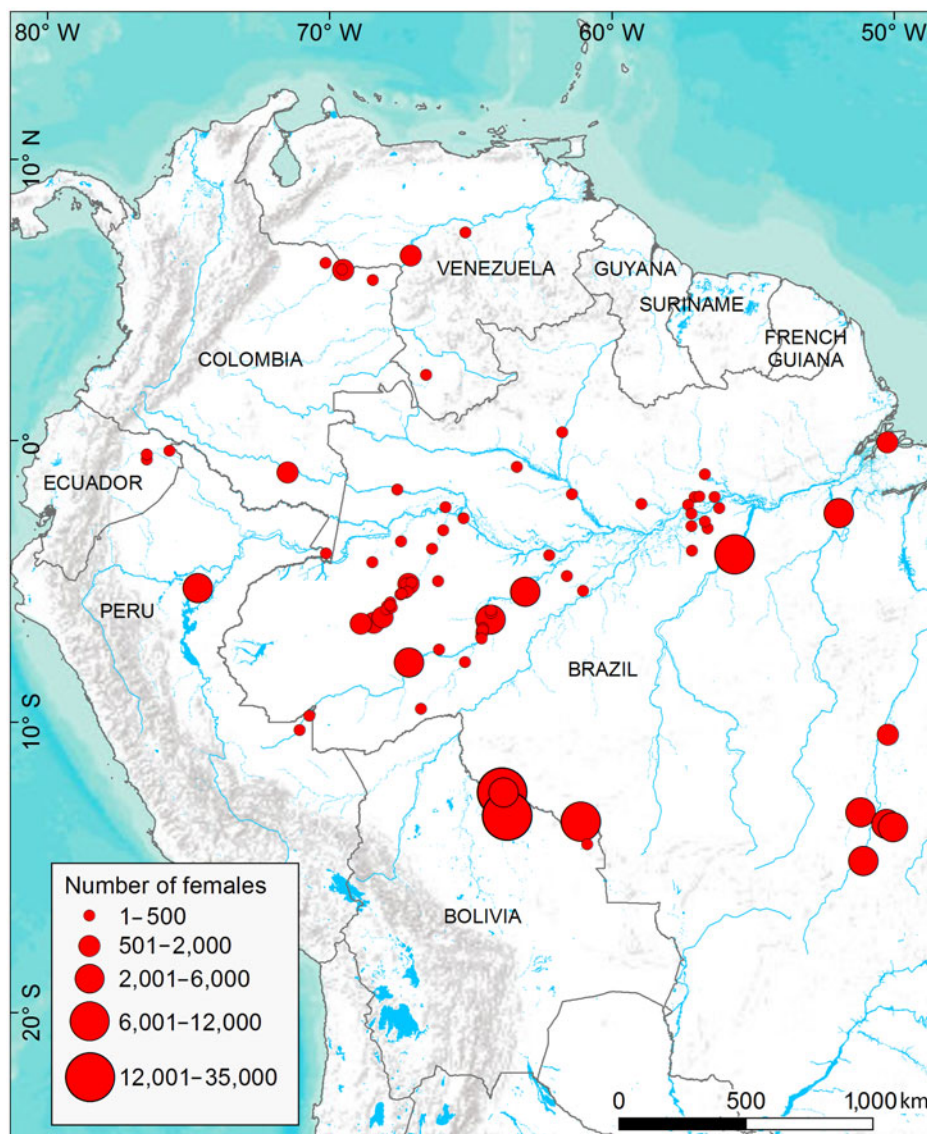 80° W
70° W
60° W
50° W
10° N
VENEZUELA
GUYANA
SURINAME
FRENCH
GUIANA
COLOMBIA
0°
ECUADOR
PERU
BRAZIL
10° S
BOLIVIA
20° S
Number of females
1–500
501–2,000
2,001–6,000
6,001–12,000
12,001–35,000
0 500 1,000 km